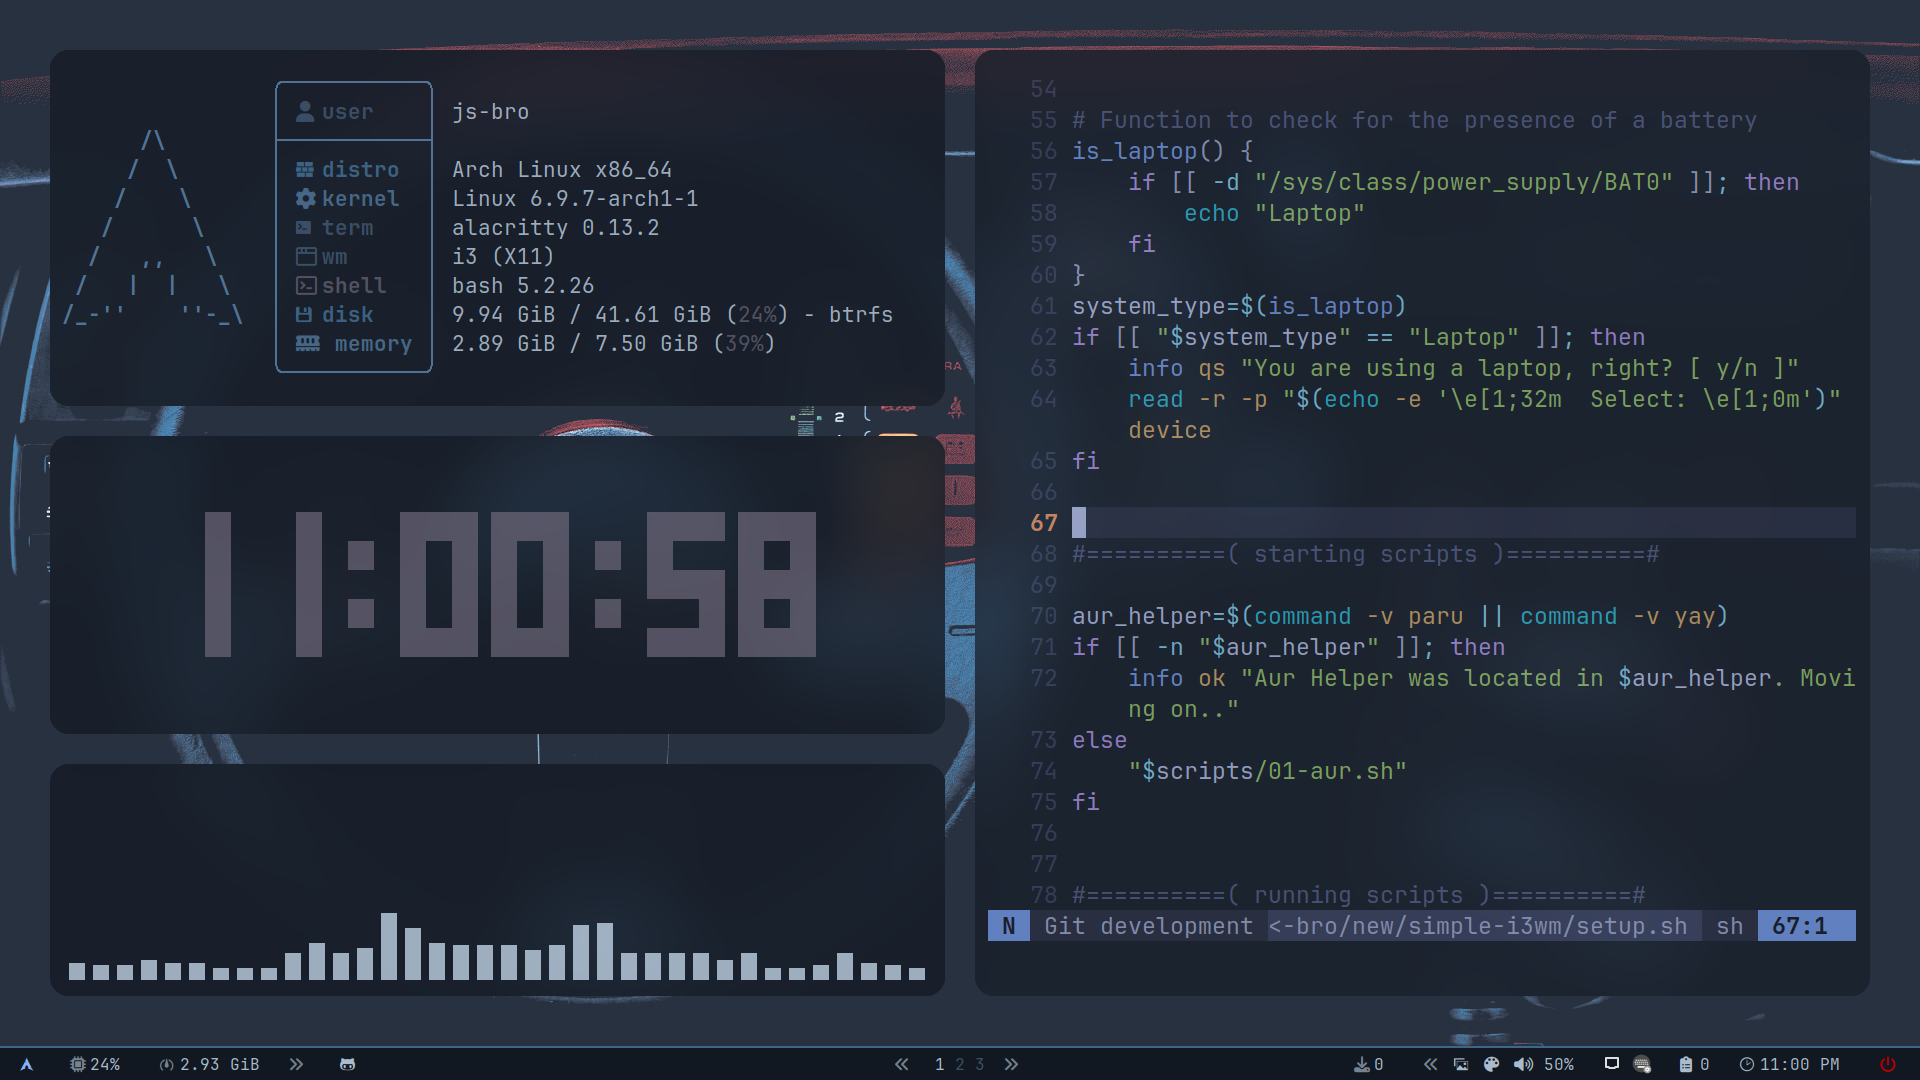 user js-bro
distro Arch Linux x86_64
kernel Linux 6.9.7-arch1-1
term alacritty 0.13.2
wm i3 (X11)
shell bash 5.2.26
disk 9.94 GiB / 41.61 GiB (24%) - btrfs
memory 2.89 GiB / 7.50 GiB (39%)
11:00:58
54
55 # Function to check for the presence of a battery
56 is_laptop() {
57     if [[ -d "/sys/class/power_supply/BAT0" ]]; then
58         echo "Laptop"
59     fi
60 }
61 system_type=$(is_laptop)
62 if [[ "$system_type" == "Laptop" ]]; then
63     info qs "You are using a laptop, right? [ y/n ]"
64     read -r -p "$(echo -e '\e[1;32m  Select: \e[1;0m')"
    device
65 fi
66
67
68 #==========( starting scripts )==========#
69
70 aur_helper=$(command -v paru || command -v yay)
71 if [[ -n "$aur_helper" ]]; then
72     info ok "Aur Helper was located in $aur_helper. Movi
    ng on.."
73 else
74     "$scripts/01-aur.sh"
75 fi
76
77
78 #==========( running scripts )==========#
N Git development <-bro/new/simple-i3wm/setup.sh sh 67:1
24% 2.93 GiB 1 2 3 0 50% 0 11:00 PM